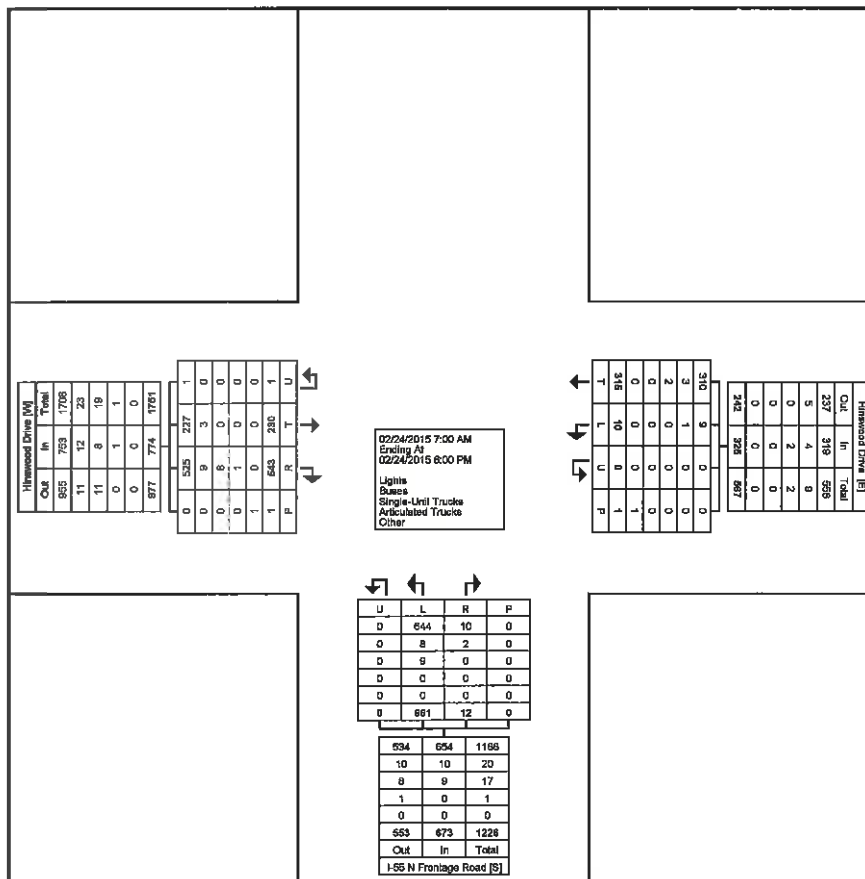 Hinswood Drive [W]
Total 1708 23 19 1 0 1751
In 753 12 8 1 0 774
Out 955 11 11 0 0 977
1 0 0 0 0 1 U
227 3 0 0 0 230 T
525 9 8 1 0 543 R
0 0 0 0 1 1 P
02/24/2015 7:00 AM
Ending At
02/24/2015 6:00 PM
Lights
Buses
Single-Unit Trucks
Articulated Trucks
Other
T 315 0 0 2 3 310
L 10 0 0 0 1 9
U 0 0 0 0 0 0
P 1 1 0 0 0 0
242 0 0 0 5 237 Out
325 0 0 2 4 319 In
567 0 0 2 9 556 Total
Hinswood Drive [E]
U L R P
0 644 10 0
0 8 2 0
0 9 0 0
0 0 0 0
0 0 0 0
0 661 12 0
534 654 1188
10 10 20
8 9 17
1 0 1
0 0 0
553 673 1226
Out In Total
I-55 N Frontage Road [S]